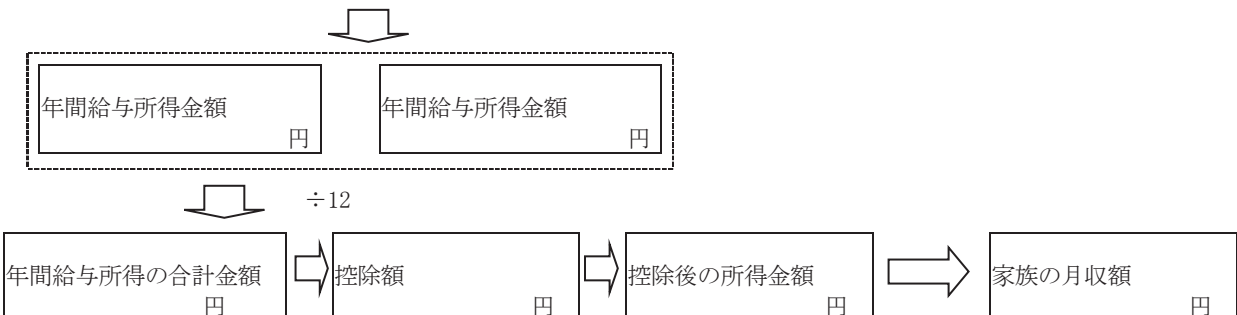 年間給与所得金額 年間給与所得金額
円 円
÷12
年間給与所得の合計金額 控除額 控除後の所得金額 家族の月収額
円 円 円 円